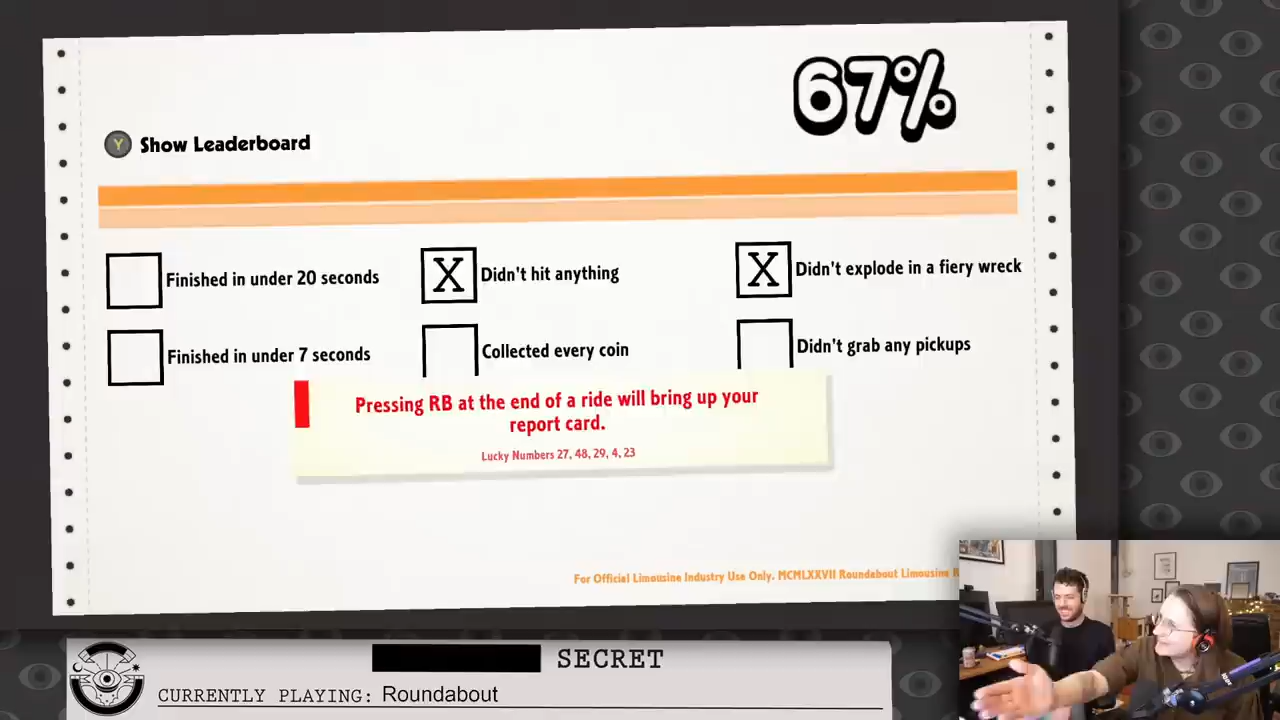 67%
Y Show Leaderboard
Finished in under 20 seconds
X Didn't hit anything
X Didn't explode in a fiery wreck
Finished in under 7 seconds
Collected every coin
Didn't grab any pickups
Pressing RB at the end of a ride will bring up your
report card.
Lucky Numbers 27, 48, 29, 4, 23
For Official Limousine Industry Use Only. MCMLXXVII Roundabout Limousine
SECRET
CURRENTLY PLAYING: Roundabout